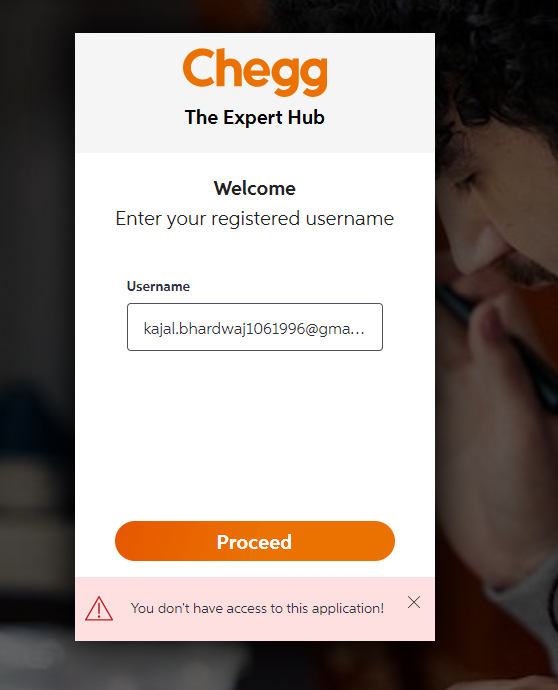 Chegg
The Expert Hub
Welcome
Enter your registered username
Username
kajal.bhardwaj1061996@gma...
Proceed
You don't have access to this application!